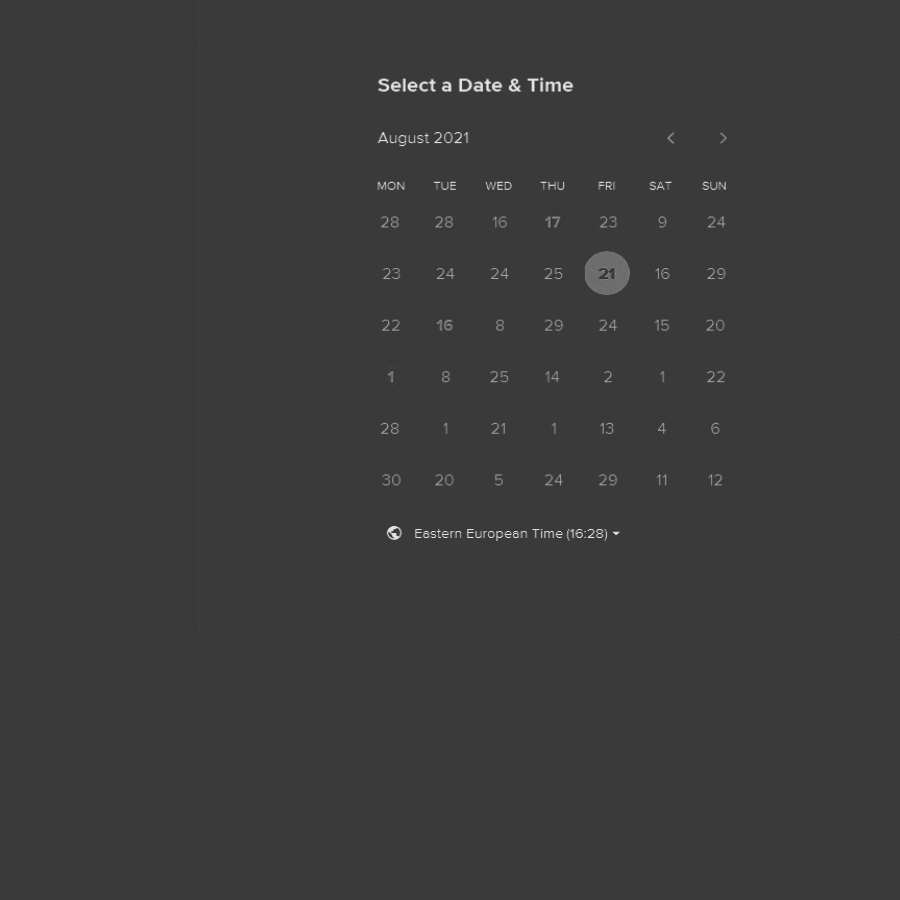 Select a Date & Time
August 2021
MON TUE WED THU FRI SAT SUN
28 28 16 17 23 9 24
23 24 24 25 21 16 29
22 16 8 29 24 15 20
1 8 25 14 2 1 22
28 1 21 1 13 4 6
30 20 5 24 29 11 12
Eastern European Time (16:28)